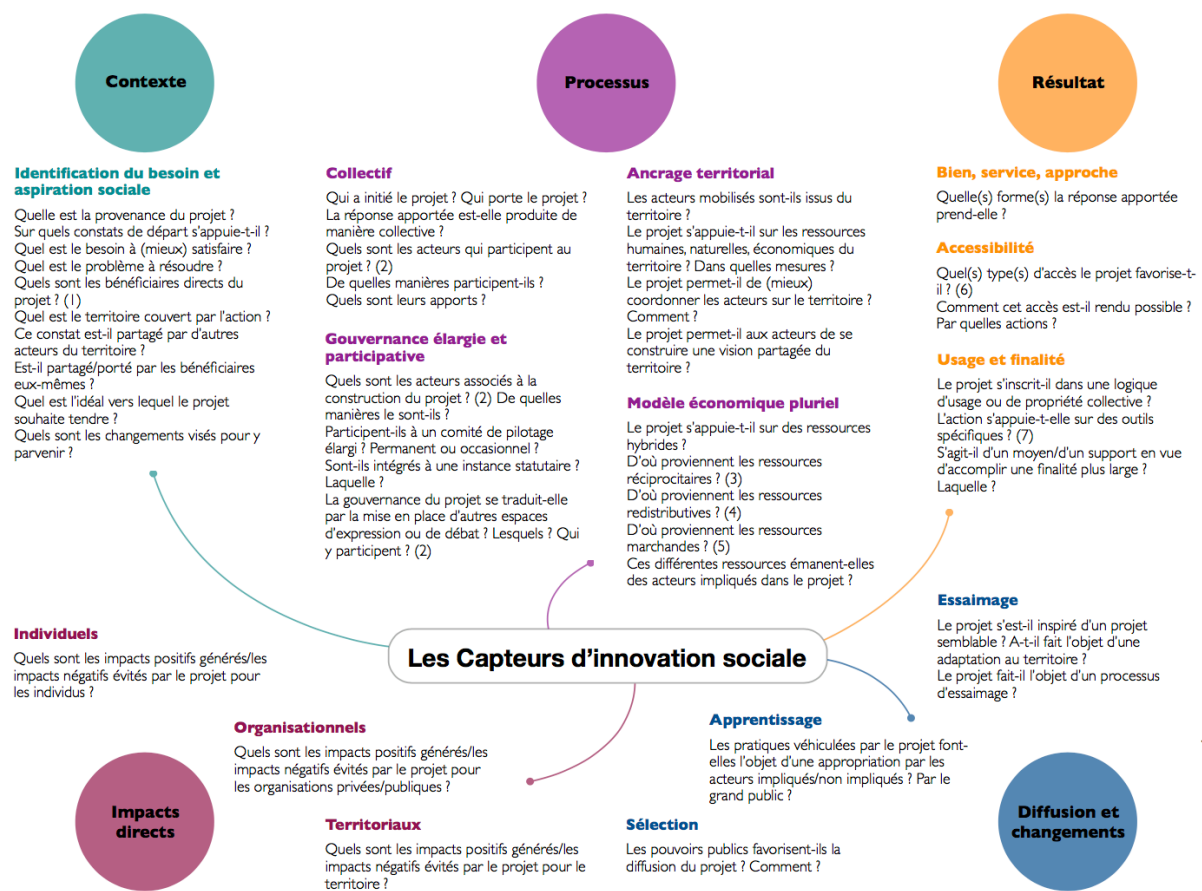 Contexte
Processus
Résultat
Identification du besoin et
aspiration sociale
Quelle est la provenance du projet ?
Sur quels constats de départ s'appuie-t-il ?
Quel est le besoin à (mieux) satisfaire ?
Quel est le problème à résoudre ?
Quels sont les bénéficiaires directs du
projet ? (1)
Quel est le territoire couvert par l'action ?
Ce constat est-il partagé par d'autres
acteurs du territoire ?
Est-il partagé/porté par les bénéficiaires
eux-mêmes ?
Quel est l'idéal vers lequel le projet
souhaite tendre ?
Quels sont les changements visés pour y
parvenir ?
Collectif
Qui a initié le projet ? Qui porte le projet ?
La réponse apportée est-elle produite de
manière collective ?
Quels sont les acteurs qui participent au
projet ? (2)
De quelles manières participent-ils ?
Quels sont leurs apports ?
Gouvernance élargie et
participative
Quels sont les acteurs associés à la
construction du projet ? (2) De quelles
manières le sont-ils ?
Participent-ils à un comité de pilotage
élargi ? Permanent ou occasionnel ?
Sont-ils intégrés à une instance statutaire ?
Laquelle ?
La gouvernance du projet se traduit-elle
par la mise en place d'autres espaces
d'expression ou de débat ? Lesquels ? Qui
y participent ? (2)
Ancrage territorial
Les acteurs mobilisés sont-ils issus du
territoire ?
Le projet s'appuie-t-il sur les ressources
humaines, naturelles, économiques du
territoire ? Dans quelles mesures ?
Le projet permet-il de (mieux)
coordonner les acteurs sur le territoire ?
Comment ?
Le projet permet-il aux acteurs de se
construire une vision partagée du
territoire ?
Modèle économique pluriel
Le projet s'appuie-t-il sur des ressources
hybrides ?
D'où proviennent les ressources
réciprocitaires ? (3)
D'où proviennent les ressources
redistributives ? (4)
D'où proviennent les ressources
marchandes ? (5)
Ces différentes ressources émanent-elles
des acteurs impliqués dans le projet ?
Bien, service, approche
Quelle(s) forme(s) la réponse apportée
prend-elle ?
Accessibilité
Quel(s) type(s) d'accès le projet favorise-t-
il ? (6)
Comment cet accès est-il rendu possible ?
Par quelles actions ?
Usage et finalité
Le projet s'inscrit-il dans une logique
d'usage ou de propriété collective ?
L'action s'appuie-t-elle sur des outils
spécifiques ? (7)
S'agit-il d'un moyen/d'un support en vue
d'accomplir une finalité plus large ?
Laquelle ?
Les Capteurs d'innovation sociale
Individuels
Quels sont les impacts positifs générés/les
impacts négatifs évités par le projet pour
les individus ?
Organisationnels
Quels sont les impacts positifs générés/les
impacts négatifs évités par le projet pour
les organisations privées/publiques ?
Territoriaux
Quels sont les impacts positifs générés/les
impacts négatifs évités par le projet pour le
territoire ?
Impacts
directs
Essaimage
Le projet s'est-il inspiré d'un projet
semblable ? A-t-il fait l'objet d'une
adaptation au territoire ?
Le projet fait-il l'objet d'un processus
d'essaimage ?
Apprentissage
Les pratiques véhiculées par le projet font-
elles l'objet d'une appropriation par les
acteurs impliqués/non impliqués ? Par le
grand public ?
Sélection
Les pouvoirs publics favorisent-ils la
diffusion du projet ? Comment ?
Diffusion et
changements